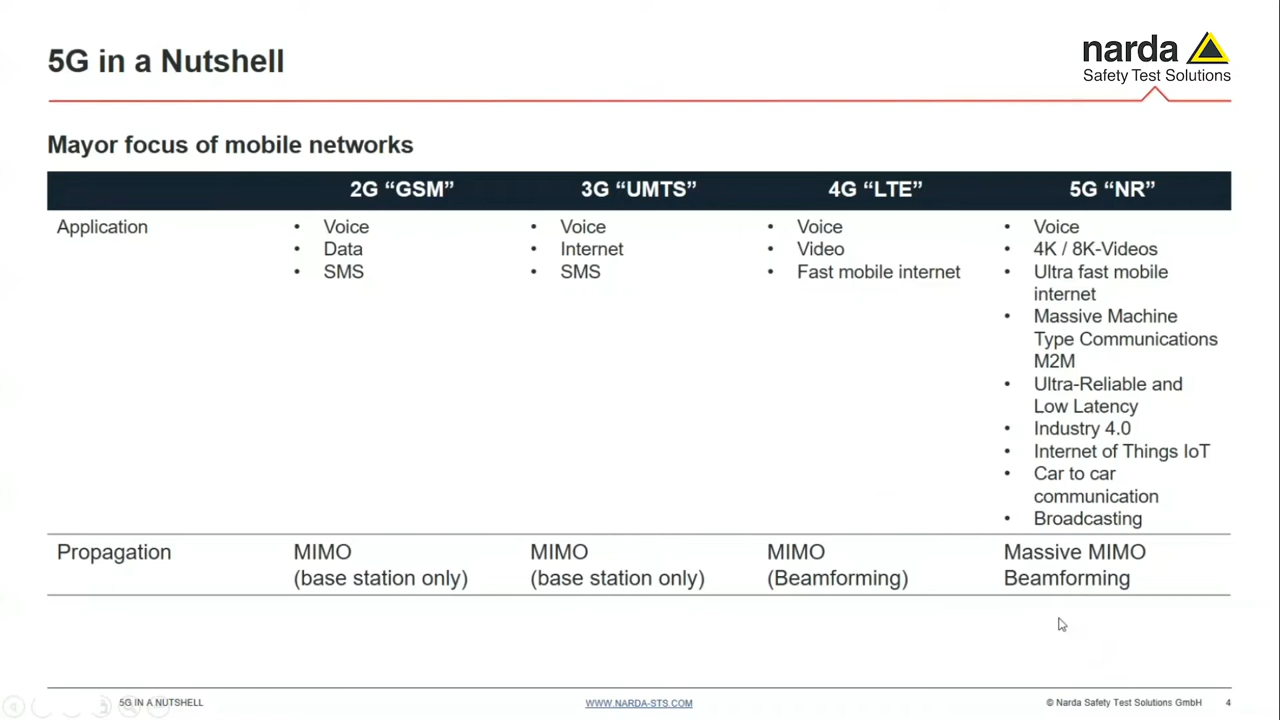 5G in a Nutshell
narda
Safety Test Solutions
Mayor focus of mobile networks
2G “GSM” 3G “UMTS” 4G “LTE” 5G “NR”
Application
• Voice
• Data
• SMS
• Voice
• Internet
• SMS
• Voice
• Video
• Fast mobile internet
• Voice
• 4K / 8K-Videos
• Ultra fast mobile
internet
• Massive Machine
Type Communications
M2M
• Ultra-Reliable and
Low Latency
• Industry 4.0
• Internet of Things IoT
• Car to car
communication
• Broadcasting
Propagation
MIMO
(base station only)
MIMO
(base station only)
MIMO
(Beamforming)
Massive MIMO
Beamforming
5G IN A NUTSHELL
WWW.NARDA-STS.COM
© Narda Safety Test Solutions GmbH 4